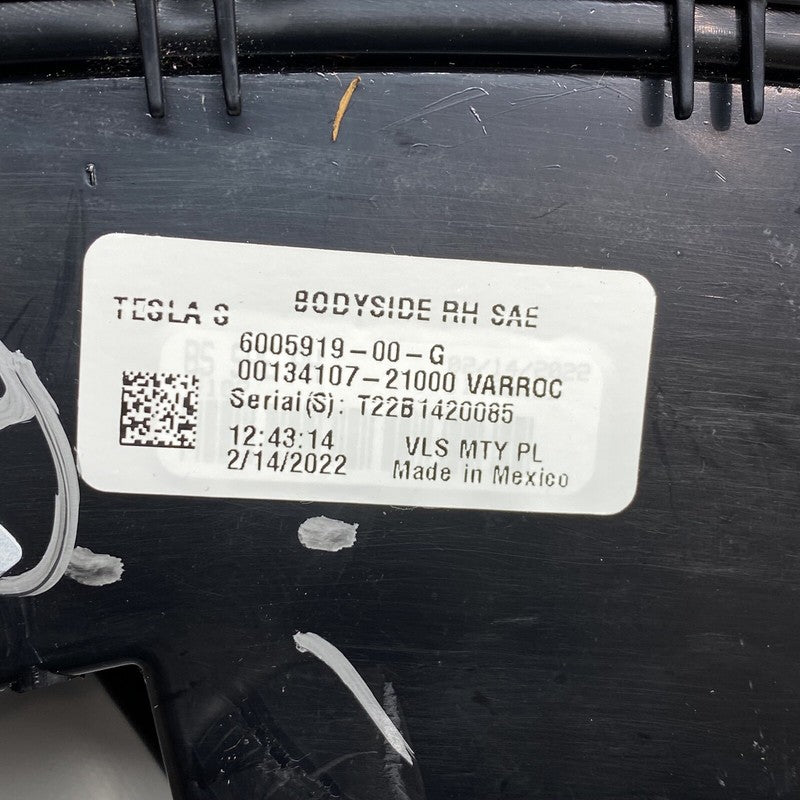 TESLA S BODYSIDE RH SAE
6005919-00-G
00134107-21000 VARROC
Serial(S): T22B1420085
12:43:14 VLS MTY PL
2/14/2022 Made in Mexico